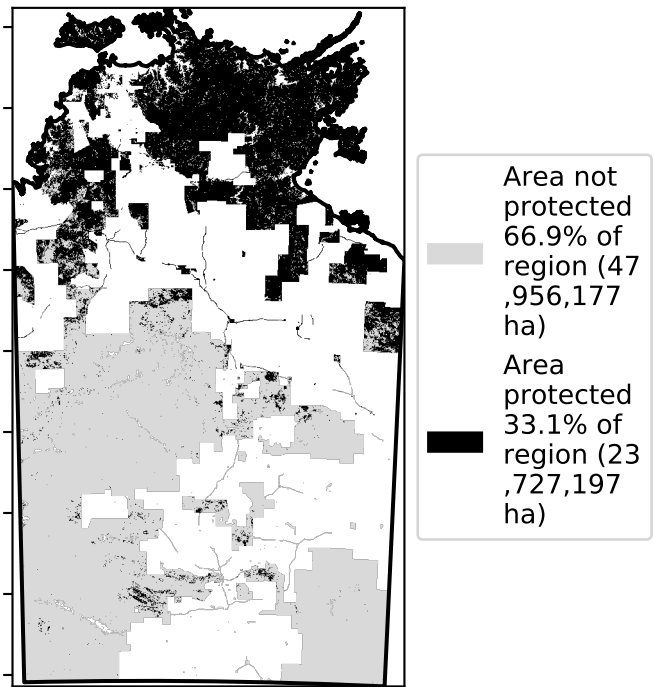 Area not
protected
66.9% of
region (47
,956,177
ha)
Area
protected
33.1% of
region (23
,727,197
ha)